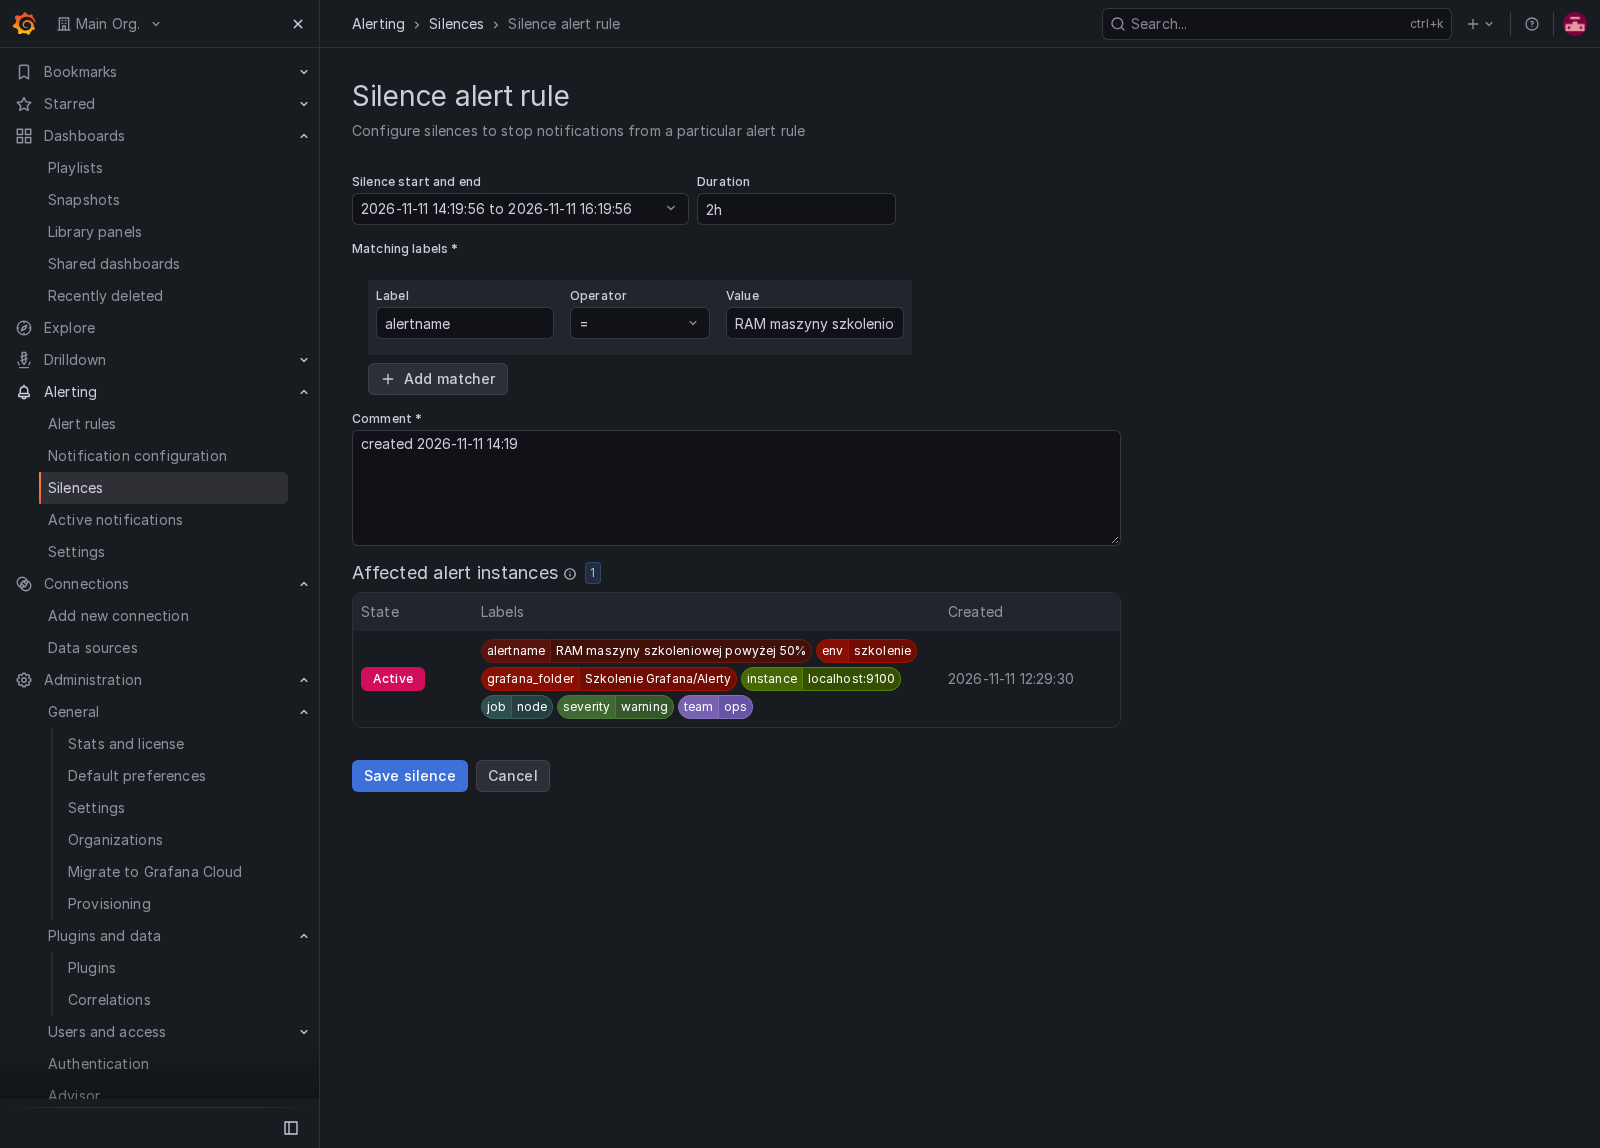 Main Org.
Alerting
Silences
Silence alert rule
Search...
ctrl+k
Bookmarks
Starred
Dashboards
Playlists
Snapshots
Library panels
Shared dashboards
Recently deleted
Explore
Drilldown
Alerting
Alert rules
Notification configuration
Silences
Active notifications
Settings
Connections
Add new connection
Data sources
Administration
General
Stats and license
Default preferences
Settings
Organizations
Migrate to Grafana Cloud
Provisioning
Plugins and data
Plugins
Correlations
Users and access
Authentication
Advisor
Silence alert rule
Configure silences to stop notifications from a particular alert rule
Silence start and end Duration
2026-11-11 14:19:56 to 2026-11-11 16:19:56 2h
Matching labels *
Label Operator Value
alertname = RAM maszyny szkolenio
+ Add matcher
Comment *
created 2026-11-11 14:19
Affected alert instances 1
State Labels Created
alertname RAM maszyny szkoleniowej powyżej 50% env szkolenie
Active grafana_folder Szkolenie Grafana/Alerty instance localhost:9100 2026-11-11 12:29:30
job node severity warning team ops
Save silence Cancel